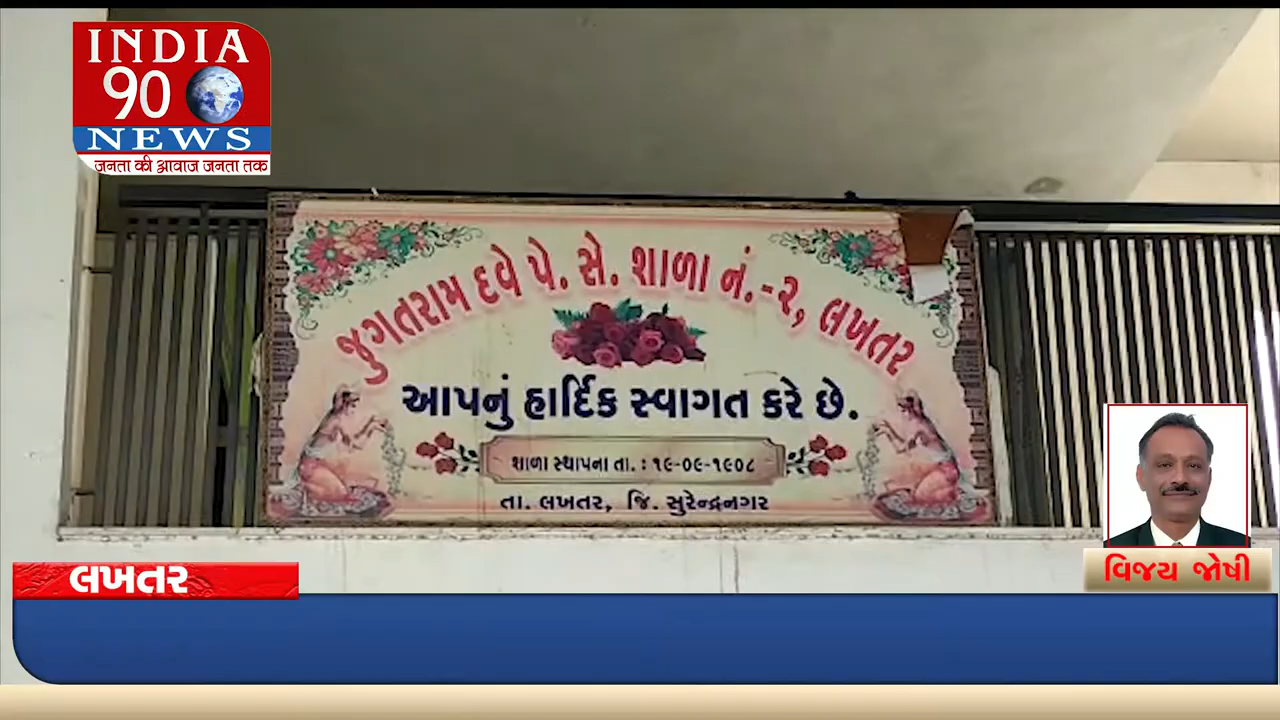 INDIA
90
NEWS
जनता की आवाज जनता तक
જુગતરામ દવે પે. સે. શાળા નં.-૨, લખતર
આપનું હાર્દિક સ્વાગત કરે છે.
શાળા સ્થાપના તા. : ૧૯-૦૯-૧૯૦૮
તા. લખતર, જિ. સુરેન્દ્રનગર
વિજય જોષી
લખતર